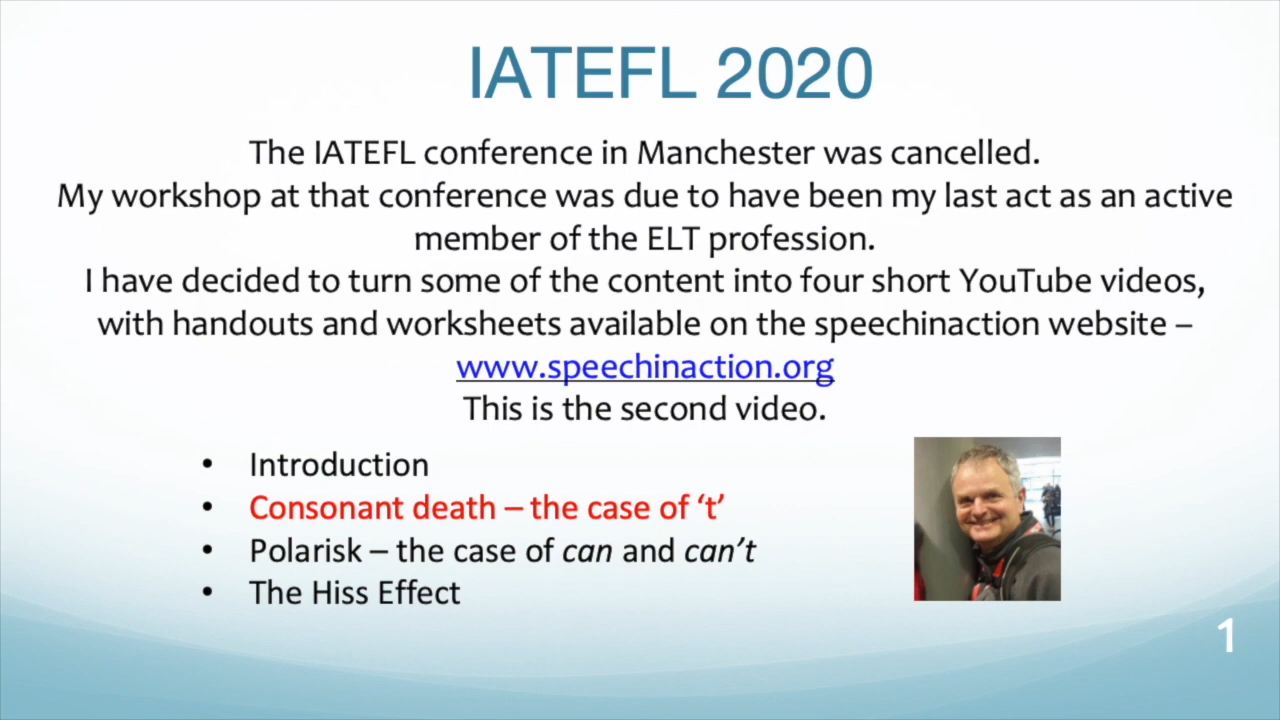 IATEFL 2020
The IATEFL conference in Manchester was cancelled.
My workshop at that conference was due to have been my last act as an active
member of the ELT profession.
I have decided to turn some of the content into four short YouTube videos,
with handouts and worksheets available on the speechinaction website –
www.speechinaction.org
This is the second video.
• Introduction
• Consonant death – the case of ‘t’
• Polarisk – the case of can and can’t
• The Hiss Effect
1